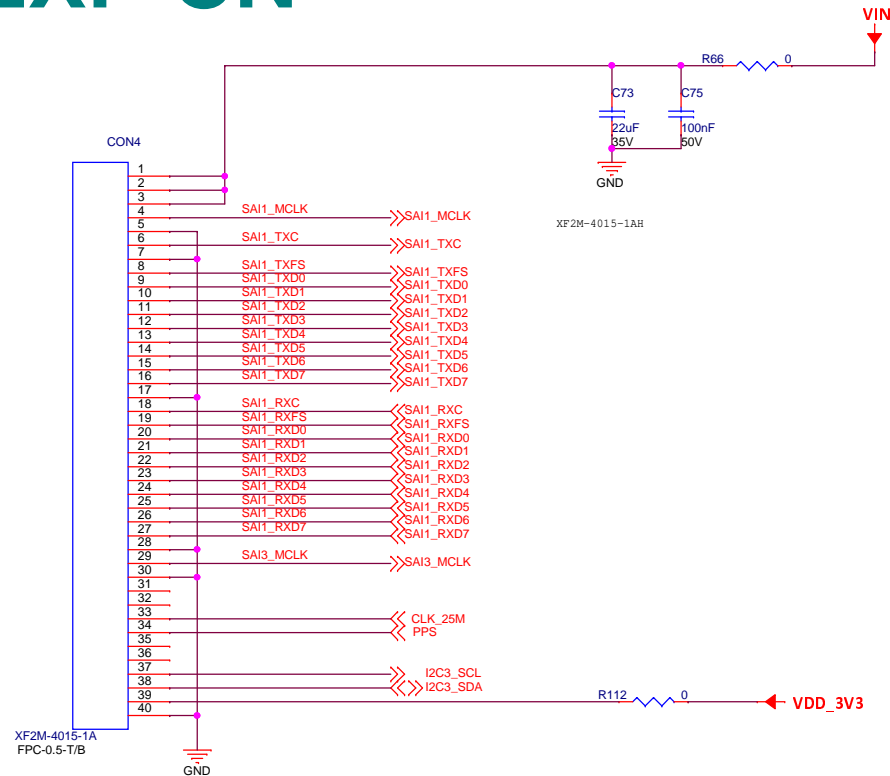 VIN
R66 0
C73 C75
22uF 100nF
35V 50V
GND
XF2M-4015-1AH
CON4
1
2
3
4 SAI1_MCLK SAI1_MCLK
5
6 SAI1_TXC SAI1_TXC
7
8 SAI1_TXFS SAI1_TXFS
9 SAI1_TXD0 SAI1_TXD0
10 SAI1_TXD1 SAI1_TXD1
11 SAI1_TXD2 SAI1_TXD2
12 SAI1_TXD3 SAI1_TXD3
13 SAI1_TXD4 SAI1_TXD4
14 SAI1_TXD5 SAI1_TXD5
15 SAI1_TXD6 SAI1_TXD6
16 SAI1_TXD7 SAI1_TXD7
17
18 SAI1_RXC SAI1_RXC
19 SAI1_RXFS SAI1_RXFS
20 SAI1_RXD0 SAI1_RXD0
21 SAI1_RXD1 SAI1_RXD1
22 SAI1_RXD2 SAI1_RXD2
23 SAI1_RXD3 SAI1_RXD3
24 SAI1_RXD4 SAI1_RXD4
25 SAI1_RXD5 SAI1_RXD5
26 SAI1_RXD6 SAI1_RXD6
27 SAI1_RXD7 SAI1_RXD7
28
29 SAI3_MCLK SAI3_MCLK
30
31
32
33 CLK_25M
34 PPS
35
36
37 I2C3_SCL
38 I2C3_SDA
39 R112 0 VDD_3V3
40
XF2M-4015-1A
FPC-0.5-T/B
GND